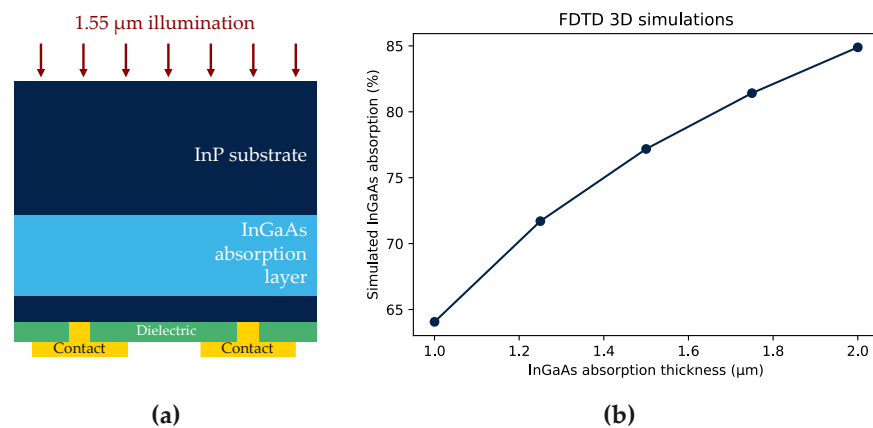 1.55 µm illumination
InP substrate
InGaAs
absorption
layer
Dielectric
Contact
Contact
(a)
FDTD 3D simulations
Simulated InGaAs absorption (%)
85
80
75
70
65
1.0
1.2
1.4
1.6
1.8
2.0
InGaAs absorption thickness (µm)
(b)